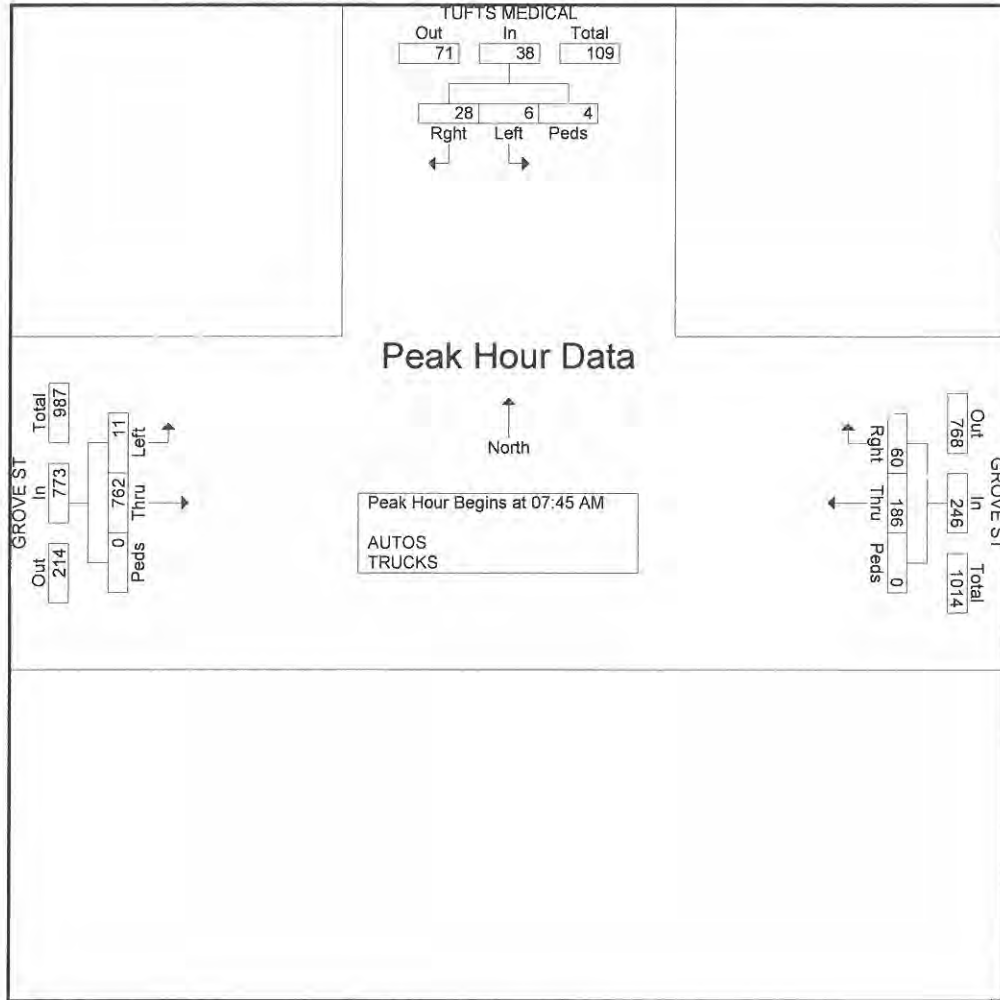 TUFTS MEDICAL
Out In Total
71 38 109
28 6 4
Rght Left Peds
Peak Hour Data
North
Peak Hour Begins at 07:45 AM
AUTOS
TRUCKS
GROVE ST
Out In Total
214 773 987
11 762 0
Left Thru Peds
GROVE ST
Out In Total
768 246 1014
60 186 0
Rght Thru Peds